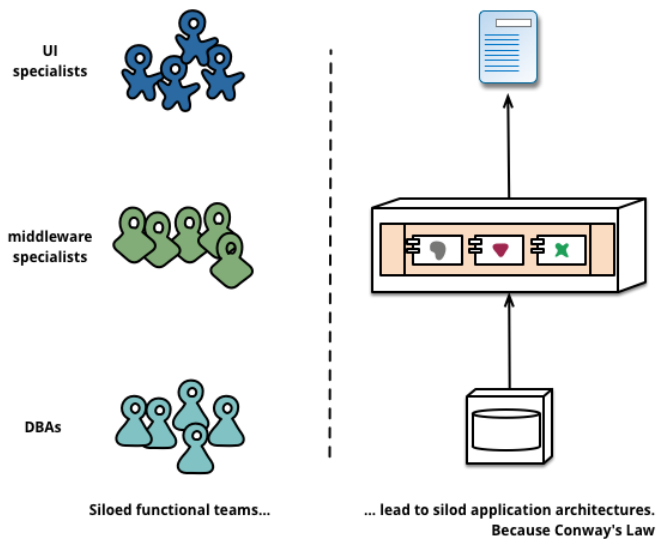 UI
specialists
middleware
specialists
DBAs
Siloed functional teams...
... lead to silod application architectures.
Because Conway's Law